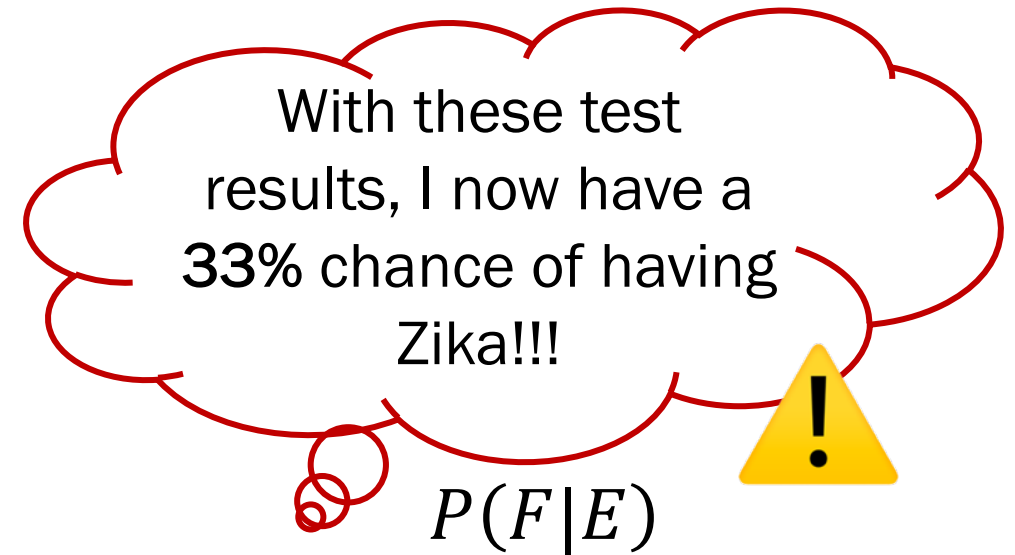 With these test
results, I now have a
33% chance of having
Zika!!!
P(F|E)